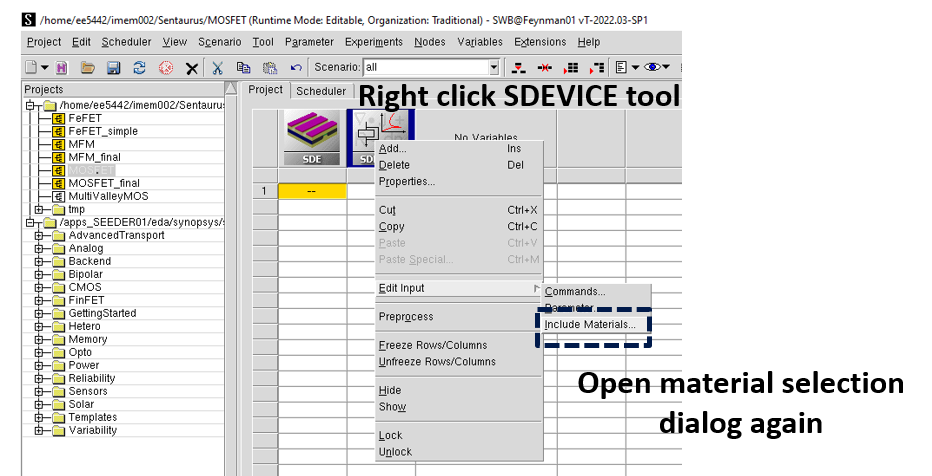 S /home/ee5442/imem002/Sentaurus/MOSFET (Runtime Mode: Editable, Organization: Traditional) - SWB@Feynman01 vT-2022.03-SP1
Project Edit Scheduler View Scenario Tool Parameter Experiments Nodes Variables Extensions Help
Scenario: all
Projects
/home/ee5442/imem002/Sentauru
FeFET
FeFET_simple
MFM
MFM_final
MOSFET
MOSFET_final
MultiValleyMOS
tmp
/apps_SEEDER01/eda/synopsys/s
AdvancedTransport
Analog
Backend
Bipolar
CMOS
FinFET
GettingStarted
Hetero
Memory
Opto
Power
Reliability
Sensors
Solar
Templates
Variability
Project Scheduler
Right click SDEVICE tool
SDE
SD
No Variables
1 --
Add... Ins
Delete Del
Properties...
Cut Ctrl+X
Copy Ctrl+C
Paste Ctrl+V
Paste Special... Ctrl+M
Edit Input
Preprocess
Freeze Rows/Columns
Unfreeze Rows/Columns
Hide
Show
Lock
Unlock
Commands...
Parameter
Include Materials...
Open material selection
dialog again